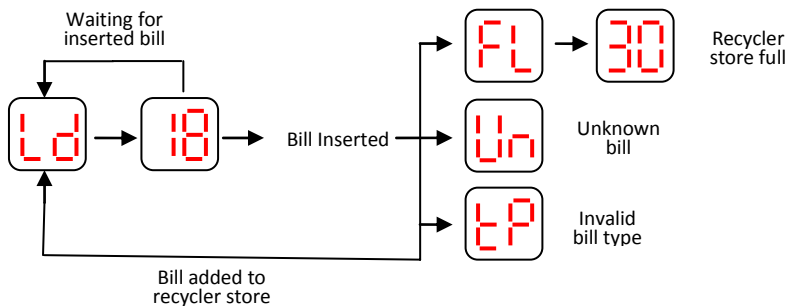 Waiting for
inserted bill
Ld
18
Bill Inserted
FL
30
Recycler
store full
Un
Unknown
bill
tP
Invalid
bill type
Bill added to
recycler store